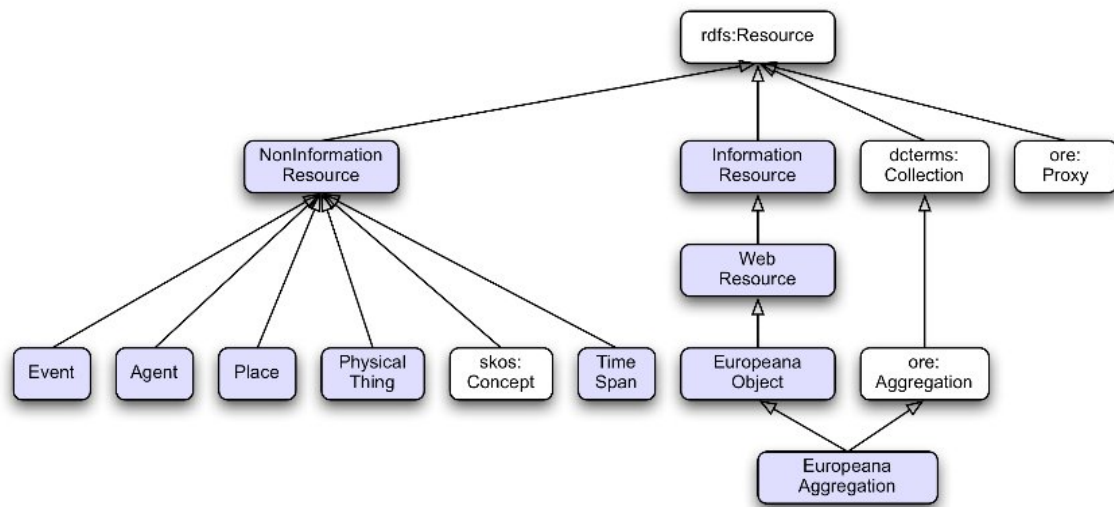 rdfs:Resource
NonInformation
Resource
Information
Resource
dcterms:
Collection
ore:
Proxy
Web
Resource
Event
Agent
Place
Physical
Thing
skos:
Concept
Time
Span
Europeana
Object
ore:
Aggregation
Europeana
Aggregation